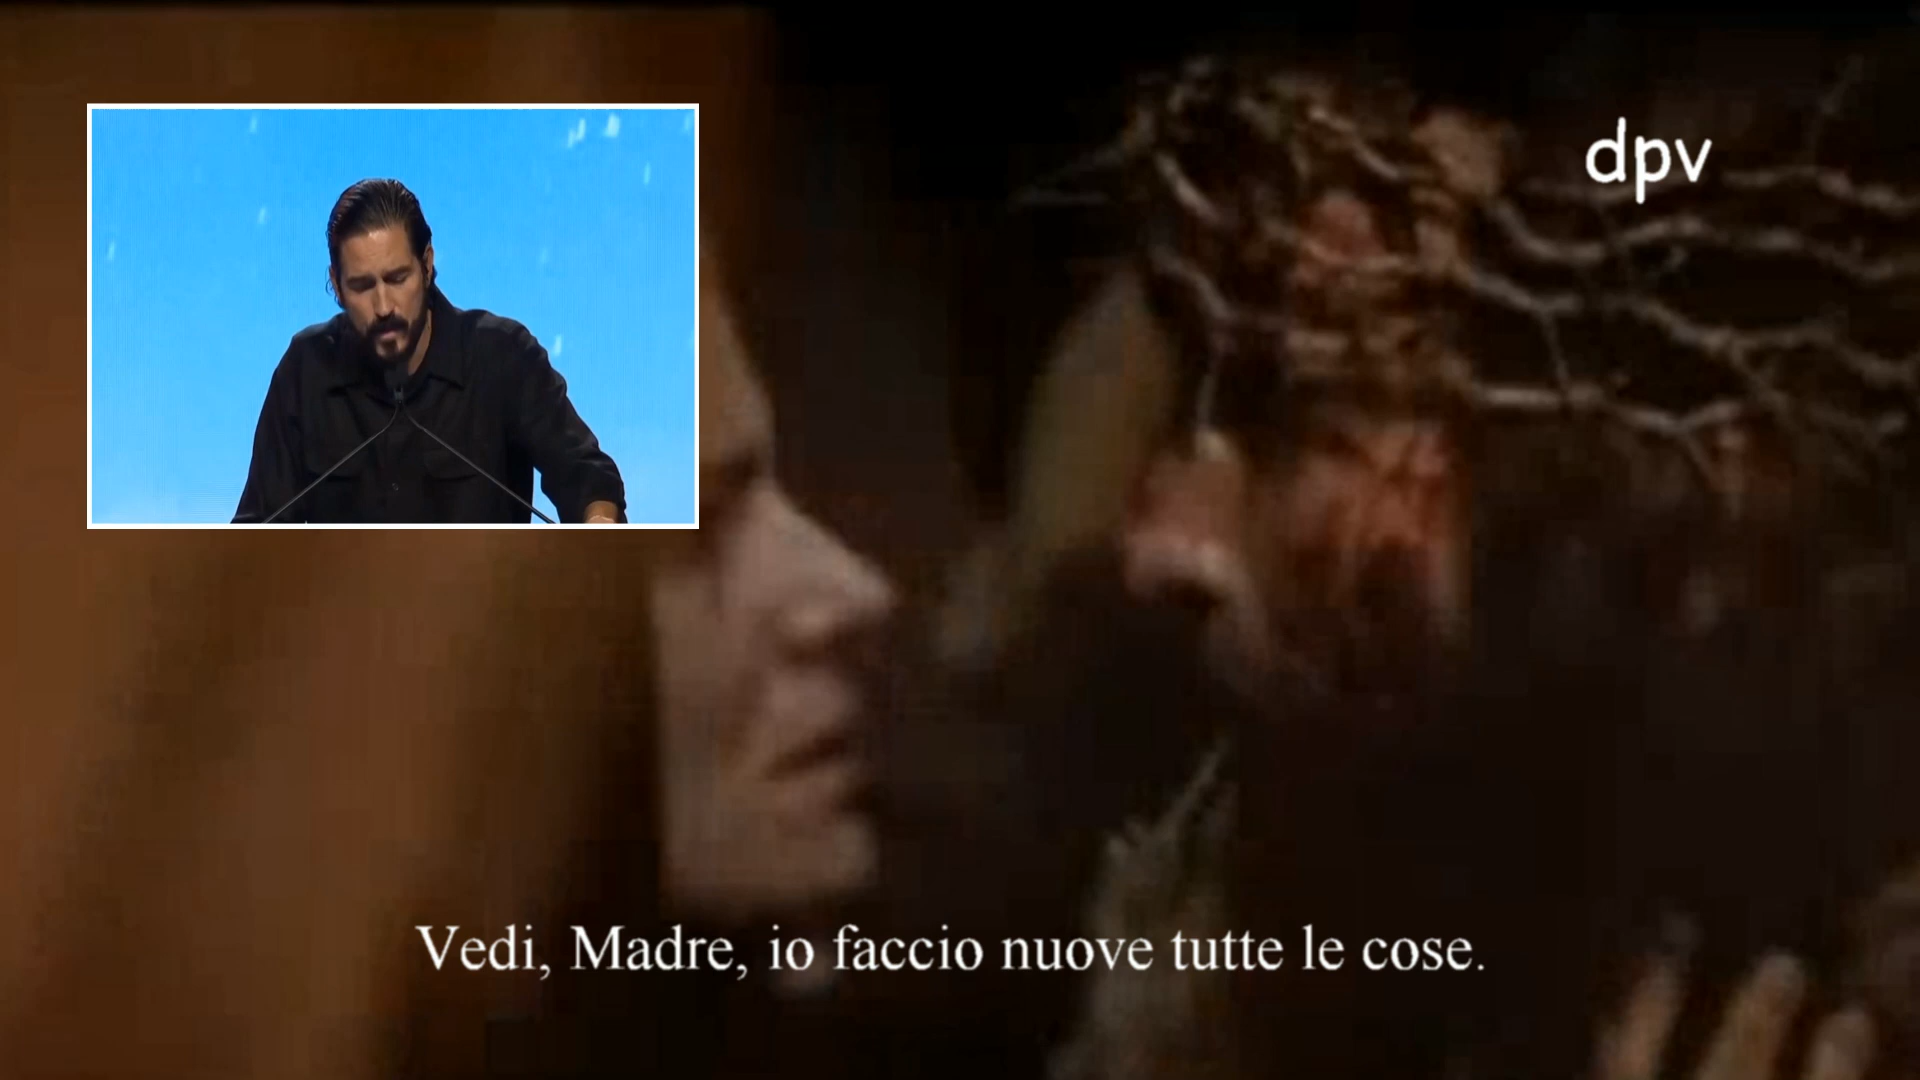 dpv
Vedi, Madre, io faccio nuove tutte le cose.